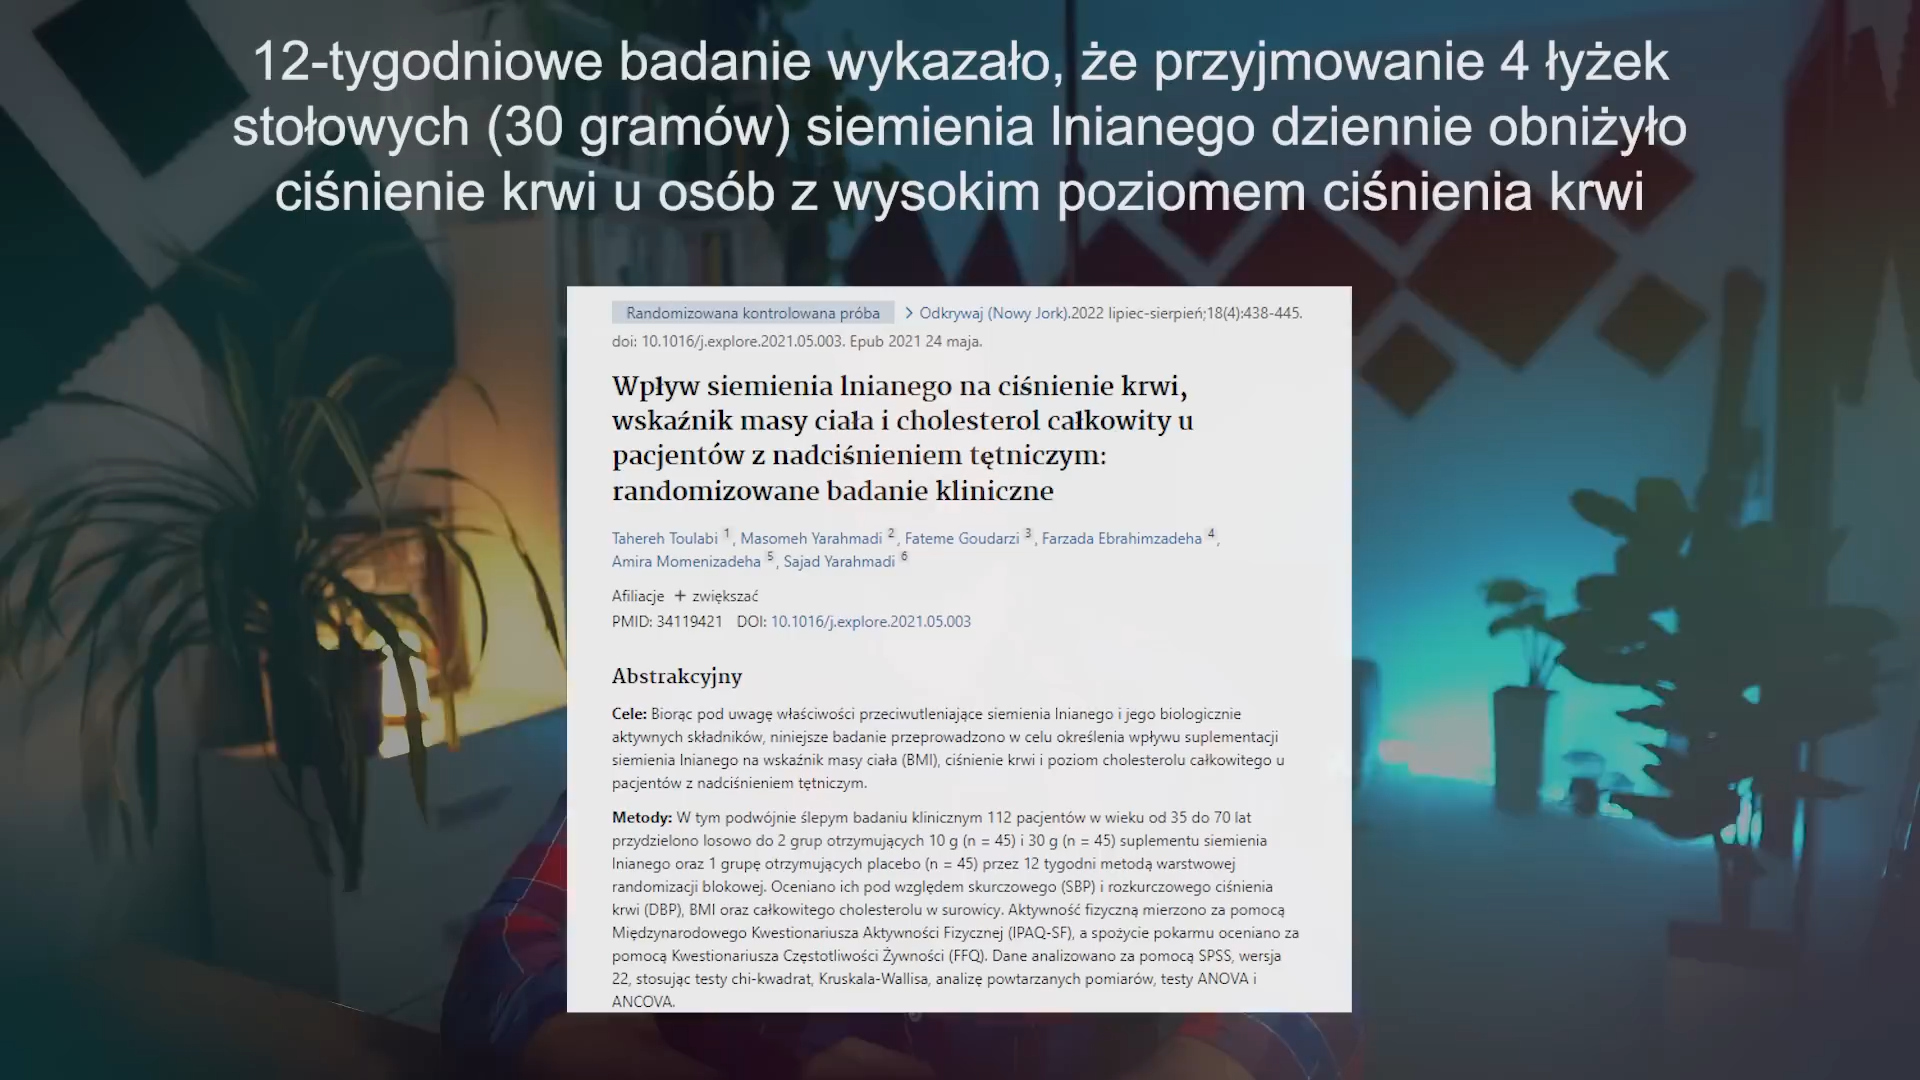 12-tygodniowe badanie wykazało, że przyjmowanie 4 łyżek
stołowych (30 gramów) siemienia lnianego dziennie obniżyło
ciśnienie krwi u osób z wysokim poziomem ciśnienia krwi
Randomizowana kontrolowana próba > Odkrywaj (Nowy Jork).2022 lipiec-sierpień;18(4):438-445.
doi: 10.1016/j.explore.2021.05.003. Epub 2021 24 maja.
Wpływ siemienia lnianego na ciśnienie krwi,
wskaźnik masy ciała i cholesterol całkowity u
pacjentów z nadciśnieniem tętniczym:
randomizowane badanie kliniczne
Tahereh Toulabi 1, Masomeh Yarahmadi 2, Fateme Goudarzi 3, Farzada Ebrahimzadeha 4,
Amira Momenizadeha 5, Sajad Yarahmadi 6
Afiliacje + zwiększać
PMID: 34119421 DOI: 10.1016/j.explore.2021.05.003
Abstrakcyjny
Cele: Biorąc pod uwagę właściwości przeciwutleniające siemienia lnianego i jego biologicznie
aktywnych składników, niniejsze badanie przeprowadzono w celu określenia wpływu suplementacji
siemienia lnianego na wskaźnik masy ciała (BMI), ciśnienie krwi i poziom cholesterolu całkowitego u
pacjentów z nadciśnieniem tętniczym.
Metody: W tym podwójnie ślepym badaniu klinicznym 112 pacjentów w wieku od 35 do 70 lat
przydzielono losowo do 2 grup otrzymujących 10 g (n = 45) i 30 g (n = 45) suplementu siemienia
lnianego oraz 1 grupę otrzymujących placebo (n = 45) przez 12 tygodni metodą warstwowej
randomizacji blokowej. Oceniano ich pod względem skurczowego (SBP) i rozkurczowego ciśnienia
krwi (DBP), BMI oraz całkowitego cholesterolu w surowicy. Aktywność fizyczną mierzono za pomocą
Międzynarodowego Kwestionariusza Aktywności Fizycznej (IPAQ-SF), a spożycie pokarmu oceniano za
pomocą Kwestionariusza Częstotliwości Żywności (FFQ). Dane analizowano za pomocą SPSS, wersja
22, stosując testy chi-kwadrat, Kruskala-Wallisa, analizę powtarzanych pomiarów, testy ANOVA i
ANCOVA.